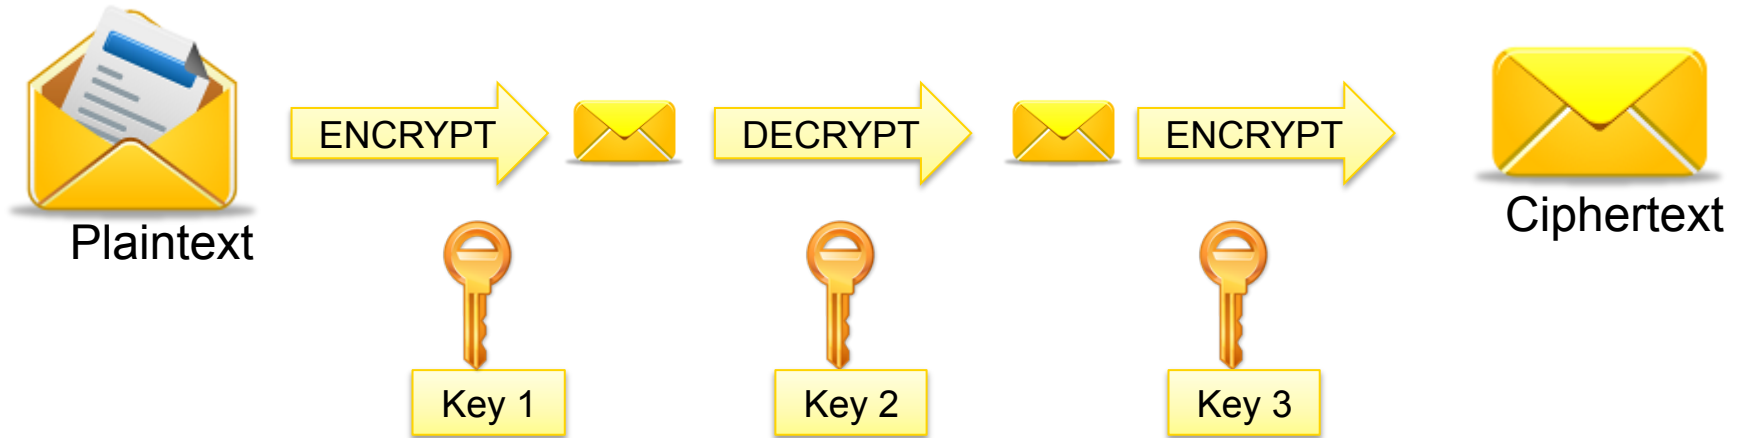 Plaintext
ENCRYPT
DECRYPT
ENCRYPT
Ciphertext
Key 1
Key 2
Key 3